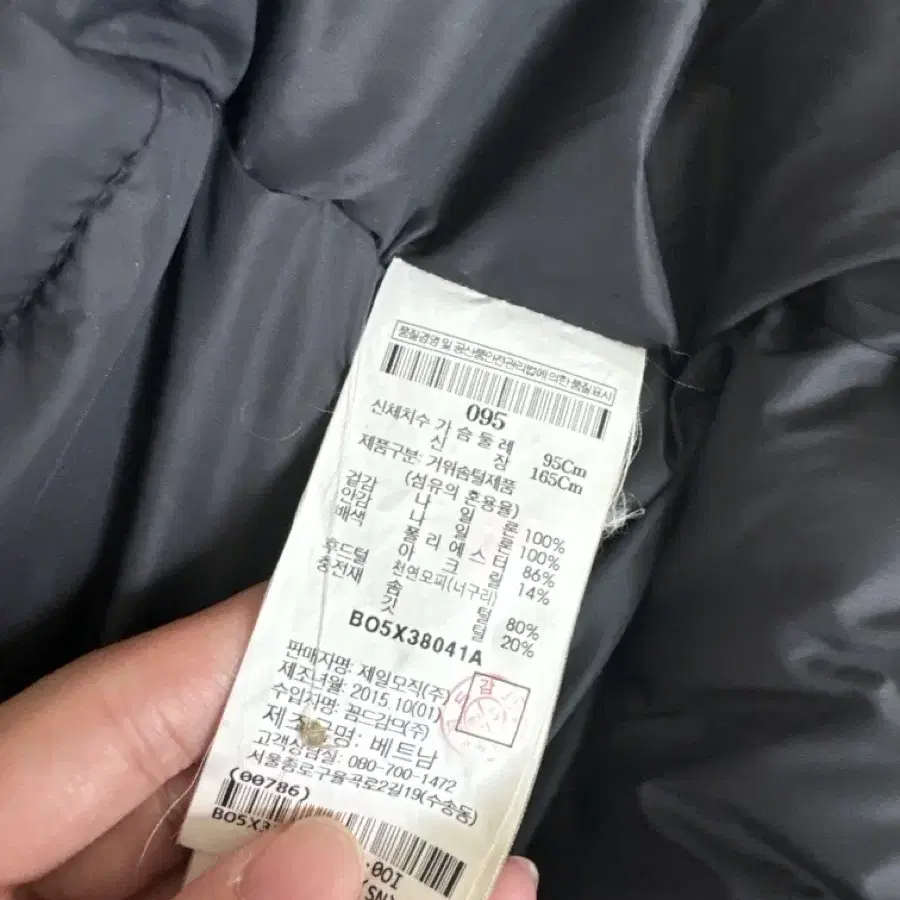 품질경영 및 공산품안전관리법에 의한 품질표시
095
신체치수 가 슴 둘 레 95Cm
신 장 165Cm
제품구분: 거위솜털제품
(섬유의 혼용율)
겉감 나 일 론 100%
안감 나 일 론 100%
배색 폴 리 에 스 터 86%
아 크 릴 14%
후드털 천연모피(너구리)
충전재 솜 털 80%
깃 털 20%
BO5X38041A
판매자명: 제일모직(주)
제조년월: 2015.10(01)
수입자명: 꿈드감머(주)
제조국명: 베트남
고객상담실: 080-700-1472
서울종로구율곡로2길19(수송동)
(00786)
BO5X3
.00I